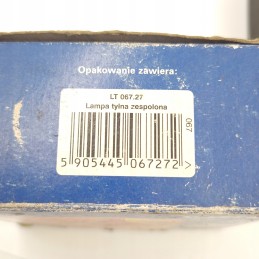 Opakowanie zawiera:
LT 067.27
Lampa tylna zespolona
067
5 905445 067272 >